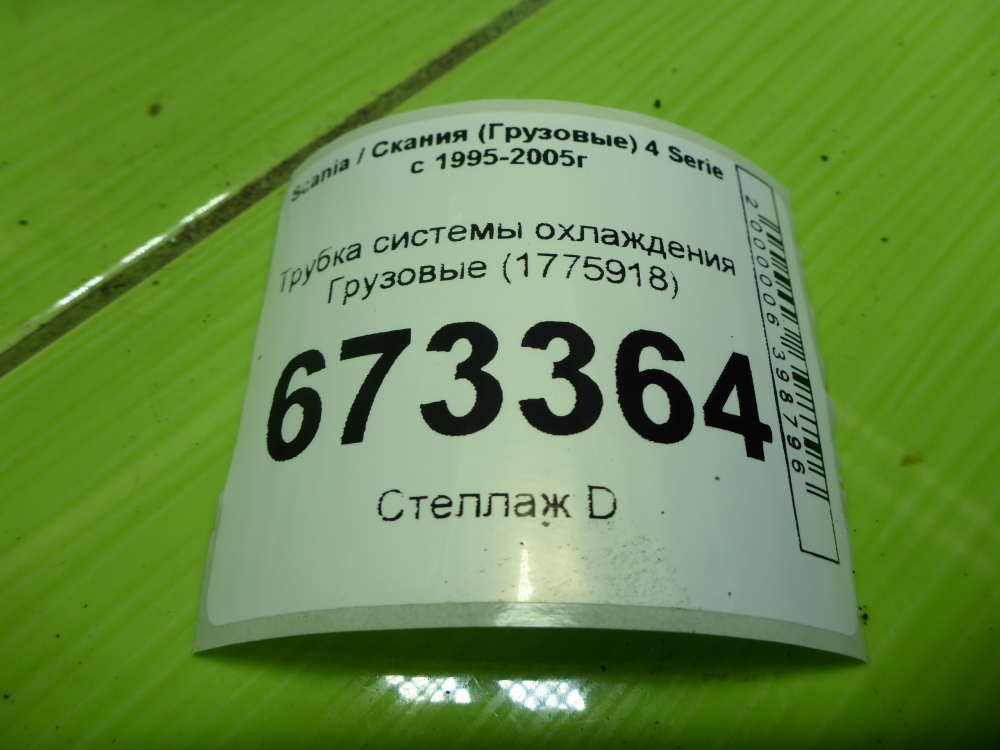 Scania / Скания (Грузовые) 4 Serie
с 1995-2005г
Трубка системы охлаждения
Грузовые (1775918)
673364
Стеллаж D
2000006398796